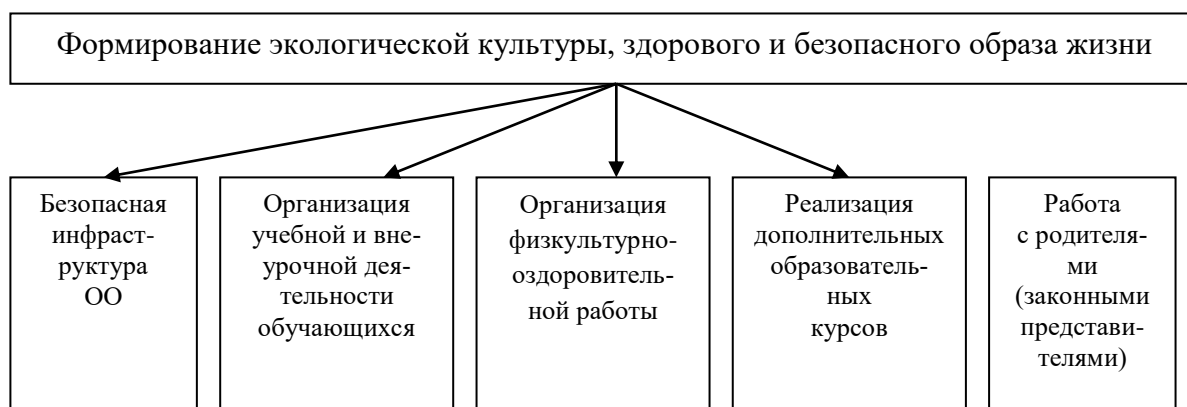 Формирование экологической культуры, здорового и безопасного образа жизни
Безопасная
инфраст-
руктура
ОО
Организация
учебной и вне-
урочной дея-
тельности
обучающихся
Организация
физкультурно-
оздоровитель-
ной работы
Реализация
дополнительных
образователь-
ных
курсов
Работа
с родителя-
ми
(законными
представи-
телями)